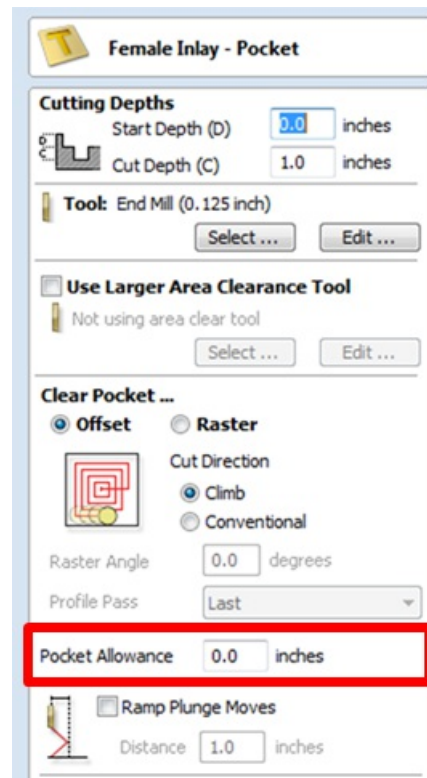 Female Inlay - Pocket
Cutting Depths
Start Depth (D) 0.0 inches
Cut Depth (C) 1.0 inches
Tool: End Mill (0.125 inch)
Select ... Edit ...
Use Larger Area Clearance Tool
Not using area clear tool
Select ... Edit ...
Clear Pocket ...
Offset Raster
Cut Direction
Climb
Conventional
Raster Angle 0.0 degrees
Profile Pass Last
Pocket Allowance 0.0 inches
Ramp Plunge Moves
Distance 1.0 inches